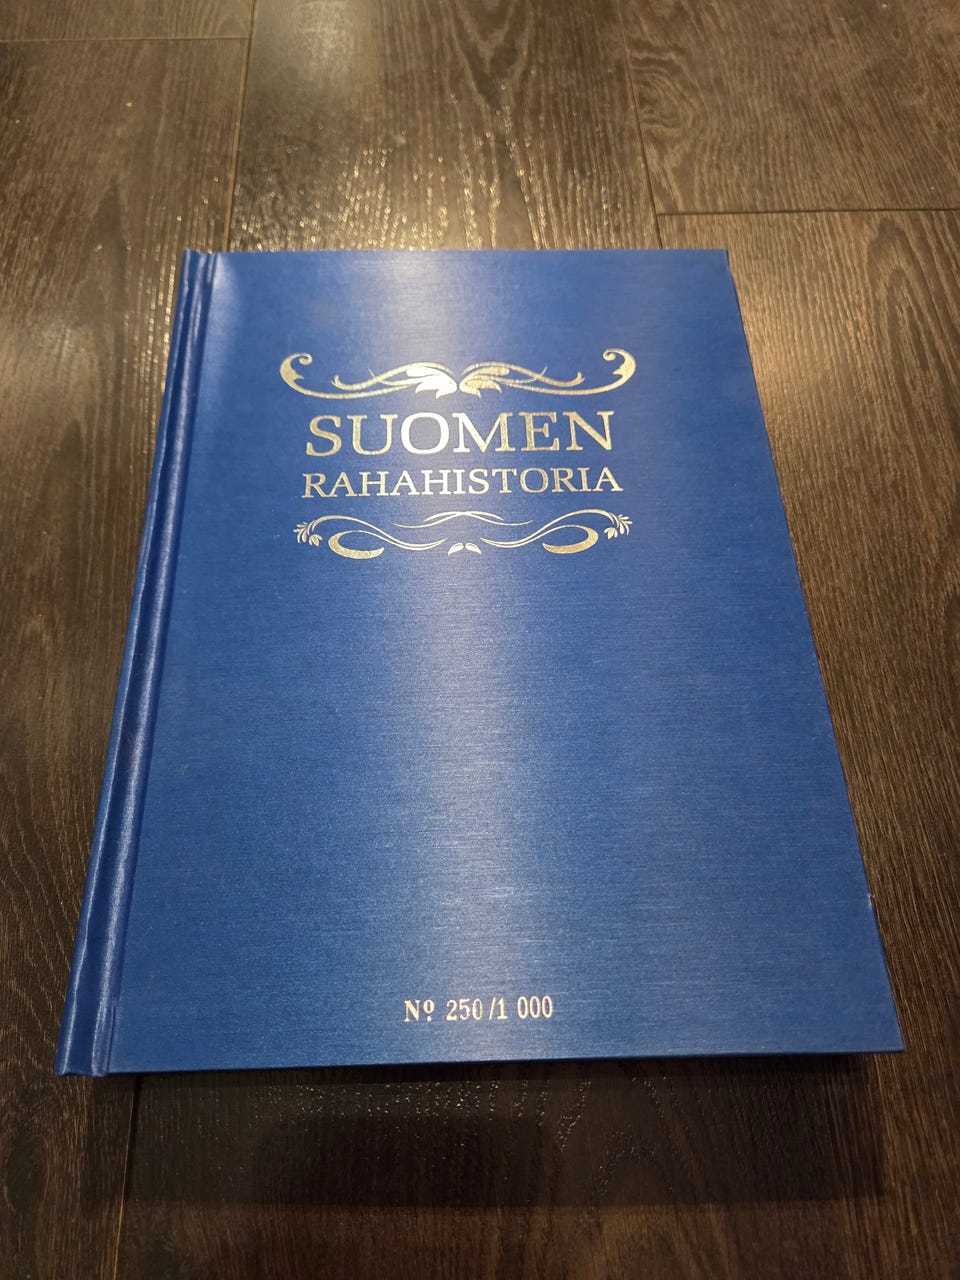 SUOMEN
RAHAHISTORIA
Nº 250/1 000